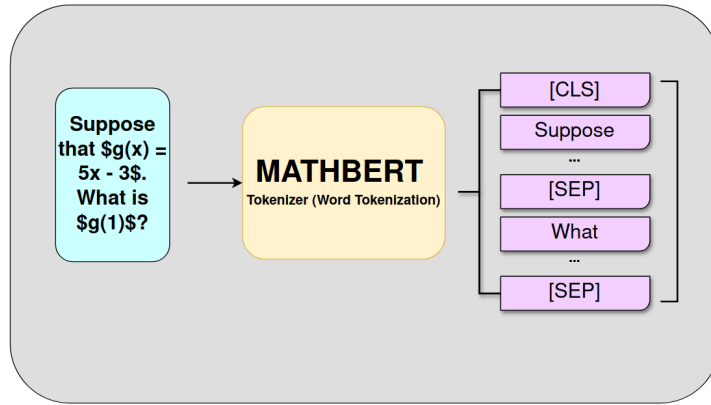 Suppose
that $g(x) =
5x - 3$.
What is
$g(1)$?
MATHBERT
Tokenizer (Word Tokenization)
[CLS]
Suppose
...
[SEP]
What
...
[SEP]